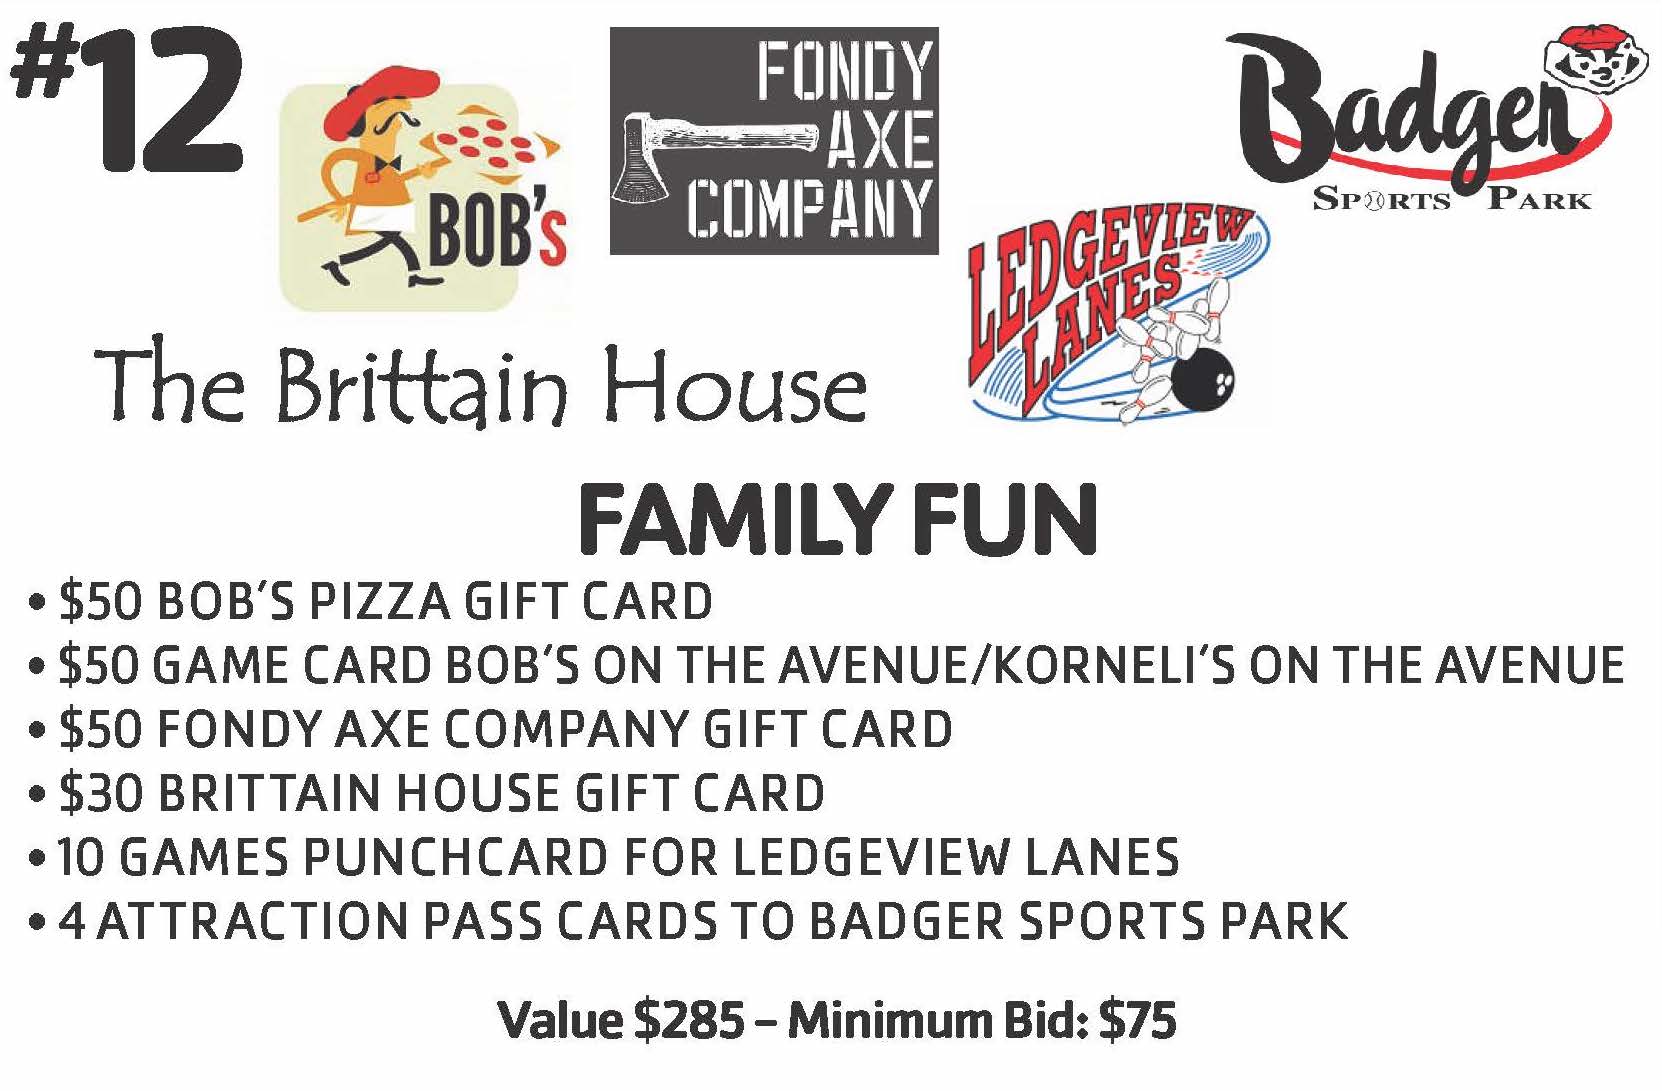 #12
BOB's
FONDY
AXE
COMPANY
Badger
SPORTS PARK
LEDGEVIEW
LANES
The Brittain House
FAMILY FUN
• $50 BOB'S PIZZA GIFT CARD
• $50 GAME CARD BOB'S ON THE AVENUE/KORNELI'S ON THE AVENUE
• $50 FONDY AXE COMPANY GIFT CARD
• $30 BRITTAIN HOUSE GIFT CARD
• 10 GAMES PUNCHCARD FOR LEDGEVIEW LANES
• 4 ATTRACTION PASS CARDS TO BADGER SPORTS PARK
Value $285 – Minimum Bid: $75